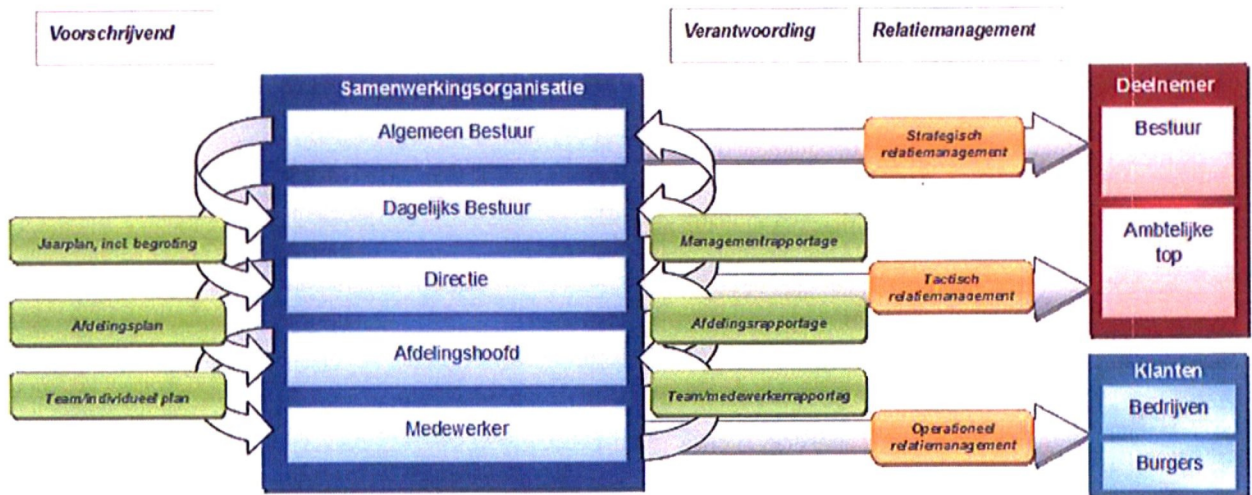 Voorschrijvend
Verantwoording
Relatiemanagement
Samenwerkingsorganisatie
Algemeen Bestuur
Dagelijks Bestuur
Directie
Afdelingshoofd
Medewerker
Jaarplan, incl. begroting
Afdelingsplan
Team/individueel plan
Managementrapportage
Afdelingsrapportage
Team/medewerkerrapportag
Strategisch
relatiemanagement
Tactisch
relatiemanagement
Operationeel
relatiemanagement
Deelnemer
Bestuur
Ambtelijke
top
Klanten
Bedrijven
Burgers